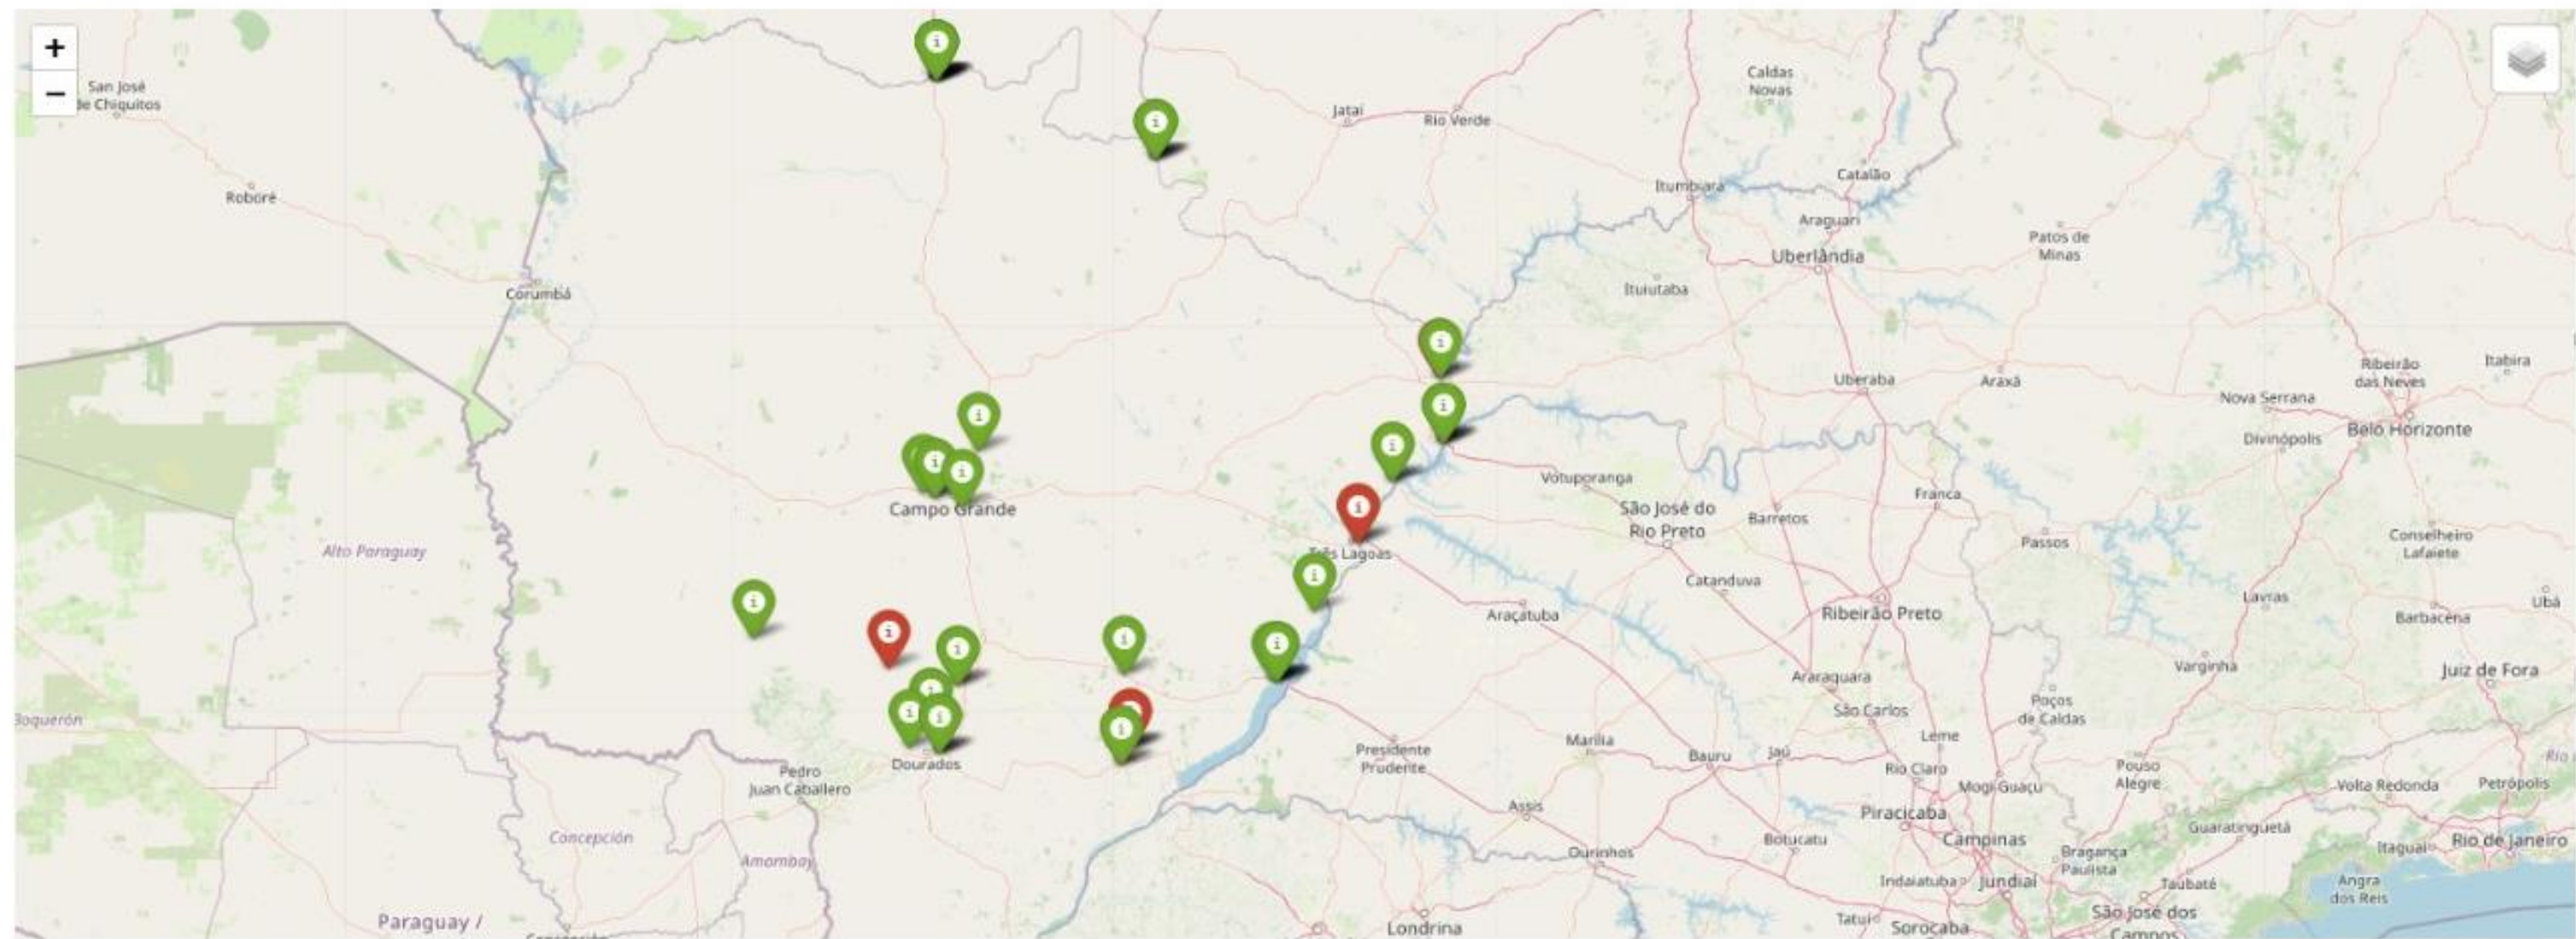 +
−
San José
de Chiquitos
Caldas
Novas
Jataí
Rio Verde
Catalão
Itumbiara
Roboré
Araguari
Patos de
Minas
Uberlândia
Ituiutaba
Corumbá
Ribeirão
das Neves
Itabira
Uberaba
Araxá
Nova Serrana
Belo Horizonte
Divinópolis
Votuporanga
Franca
Campo Grande
São José do
Rio Preto
Barretos
Passos
Conselheiro
Lafaiete
Alto Paraguay
Três Lagoas
Catanduva
Lavras
Ubá
Araçatuba
Ribeirão Preto
Barbacena
Varginha
Juiz de Fora
Araraquara
Poços
de Caldas
São Carlos
Boquerón
Leme
Marília
Presidente
Prudente
Bauru
Jaú
Dourados
Rio Claro
Pouso
Alegre
Pedro
Juan Caballero
Mogi-Guaçu
Volta Redonda
Petrópolis
Assis
Piracicaba
Guaratinguetá
Concepción
Botucatu
Campinas
Itaguaí
Rio de Janeiro
Amambay
Ourinhos
Bragança
Paulista
Indaiatuba
Jundiaí
Taubaté
Angra
dos Reis
Paraguay /
Londrina
Tatuí
Sorocaba
São José dos
Campos
Concepción